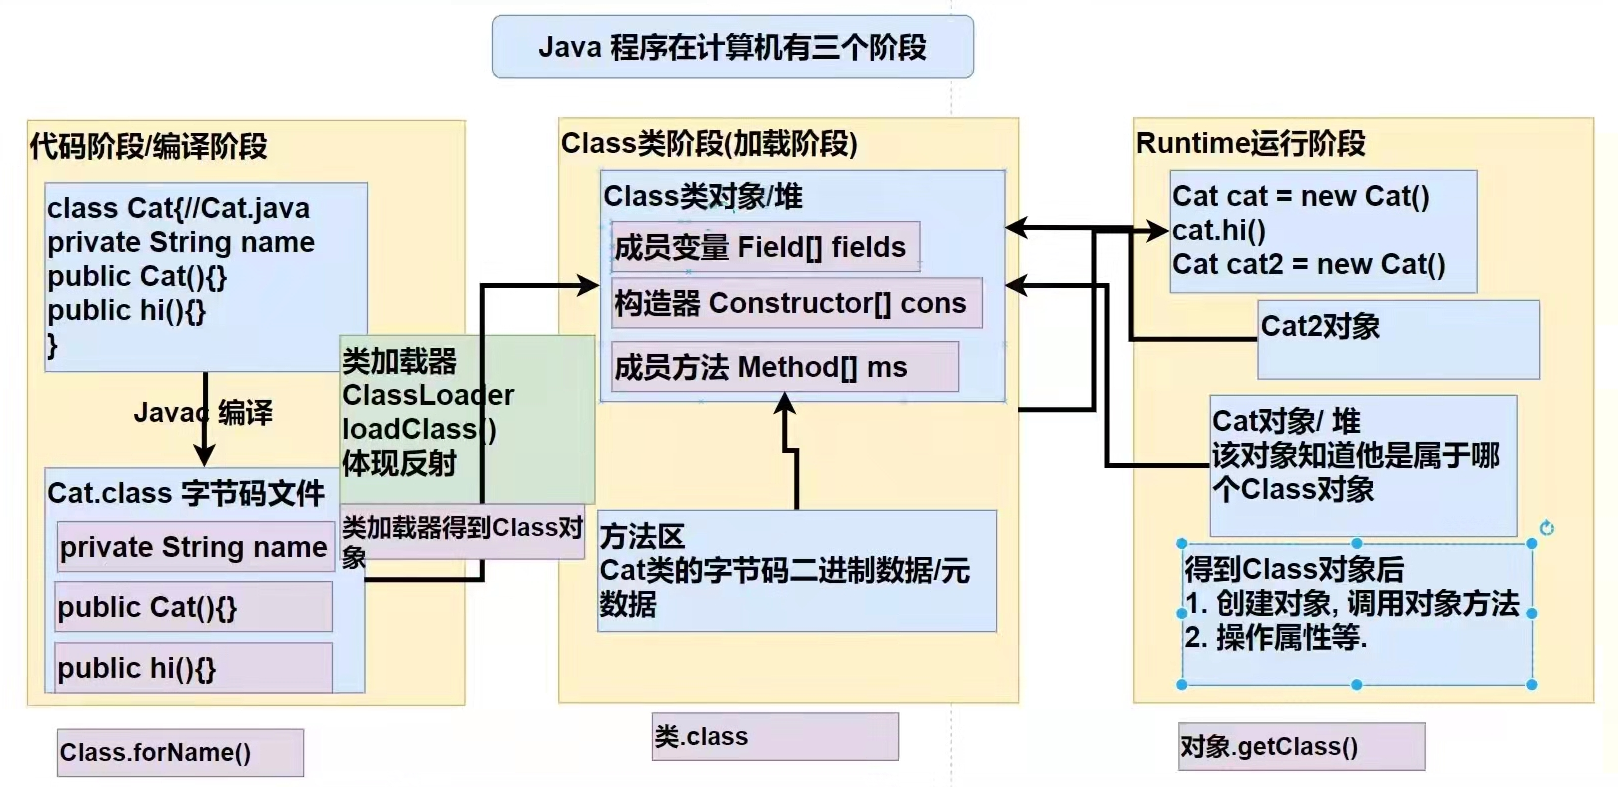 Java 程序在计算机有三个阶段
代码阶段/编译阶段
class Cat{//Cat.java
private String name
public Cat(){}
public hi(){}
}
Javac 编译
Cat.class 字节码文件
private String name
public Cat(){}
public hi(){}
Class.forName()
类加载器
ClassLoader
loadClass()
体现反射
类加载器得到Class对
象
Class类阶段(加载阶段)
Class类对象/堆
成员变量 Field[] fields
构造器 Constructor[] cons
成员方法 Method[] ms
方法区
Cat类的字节码二进制数据/元
数据
类.class
Runtime运行阶段
Cat cat = new Cat()
cat.hi()
Cat cat2 = new Cat()
Cat2对象
Cat对象/ 堆
该对象知道他是属于哪
个Class对象
得到Class对象后
1. 创建对象, 调用对象方法
2. 操作属性等.
对象.getClass()